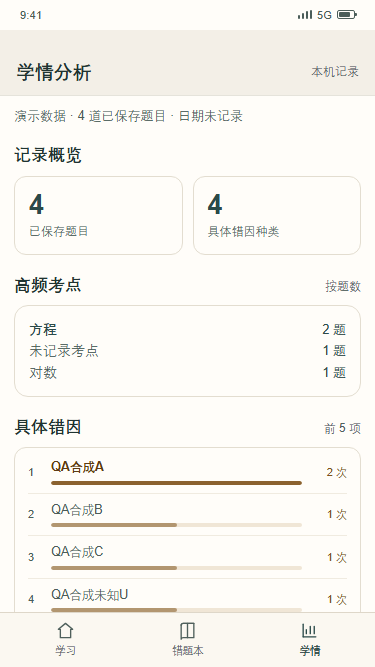 9:41 5G
学情分析 本机记录
演示数据 · 4 道已保存题目 · 日期未记录
记录概览
4 4
已保存题目 具体错因种类
高频考点 按题数
方程 2 题
未记录考点 1 题
对数 1 题
具体错因 前 5 项
1 QA合成A 2 次
2 QA合成B 1 次
3 QA合成C 1 次
4 QA合成未知U 1 次
学习 错题本 学情